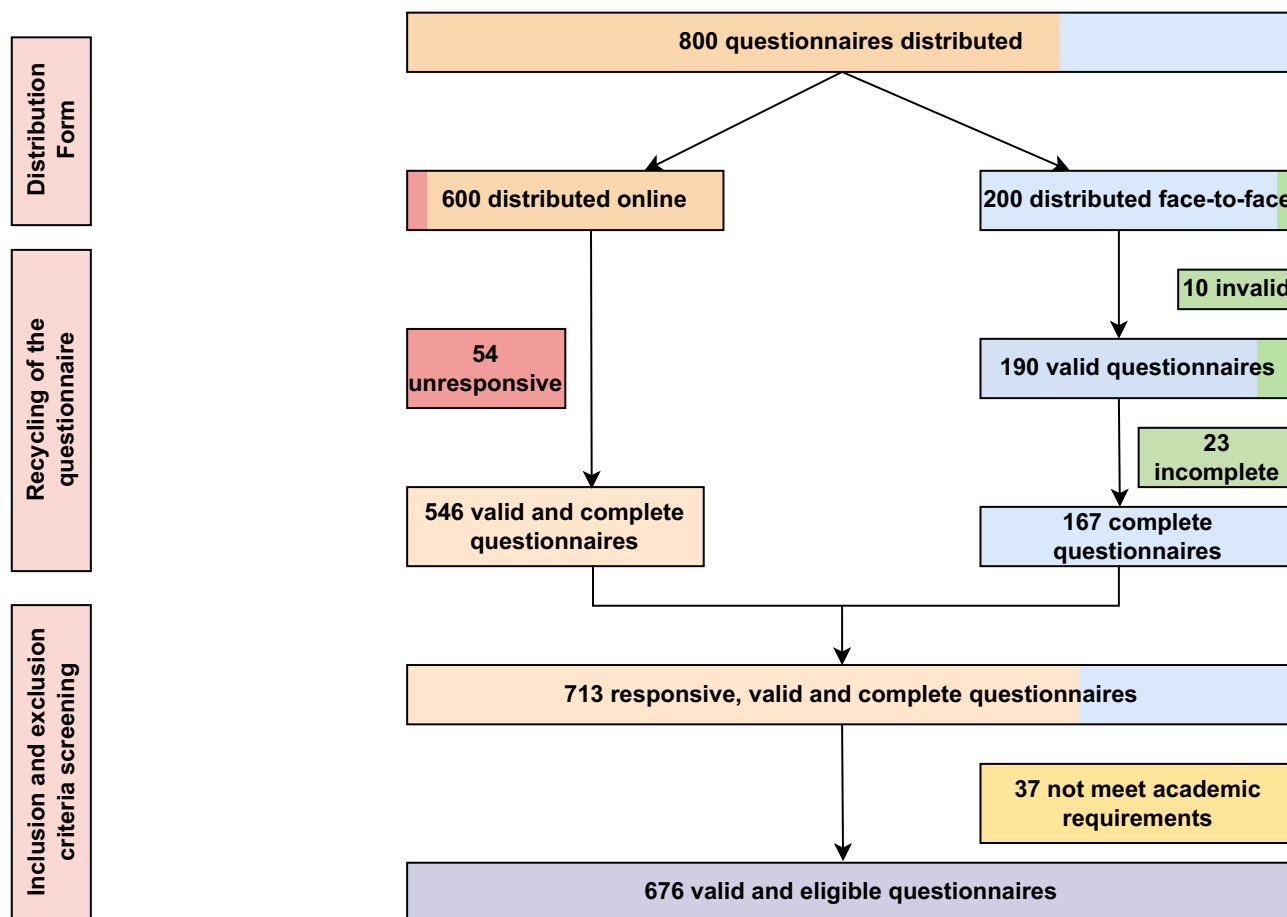 800 questionnaires distributed
Distribution
Form
600 distributed online
200 distributed face-to-face
Recycling of the
questionnaire
10 invalid
54
unresponsive
190 valid questionnaires
23
incomplete
546 valid and complete
questionnaires
167 complete
questionnaires
Inclusion and exclusion
criteria screening
713 responsive, valid and complete questionnaires
37 not meet academic
requirements
676 valid and eligible questionnaires